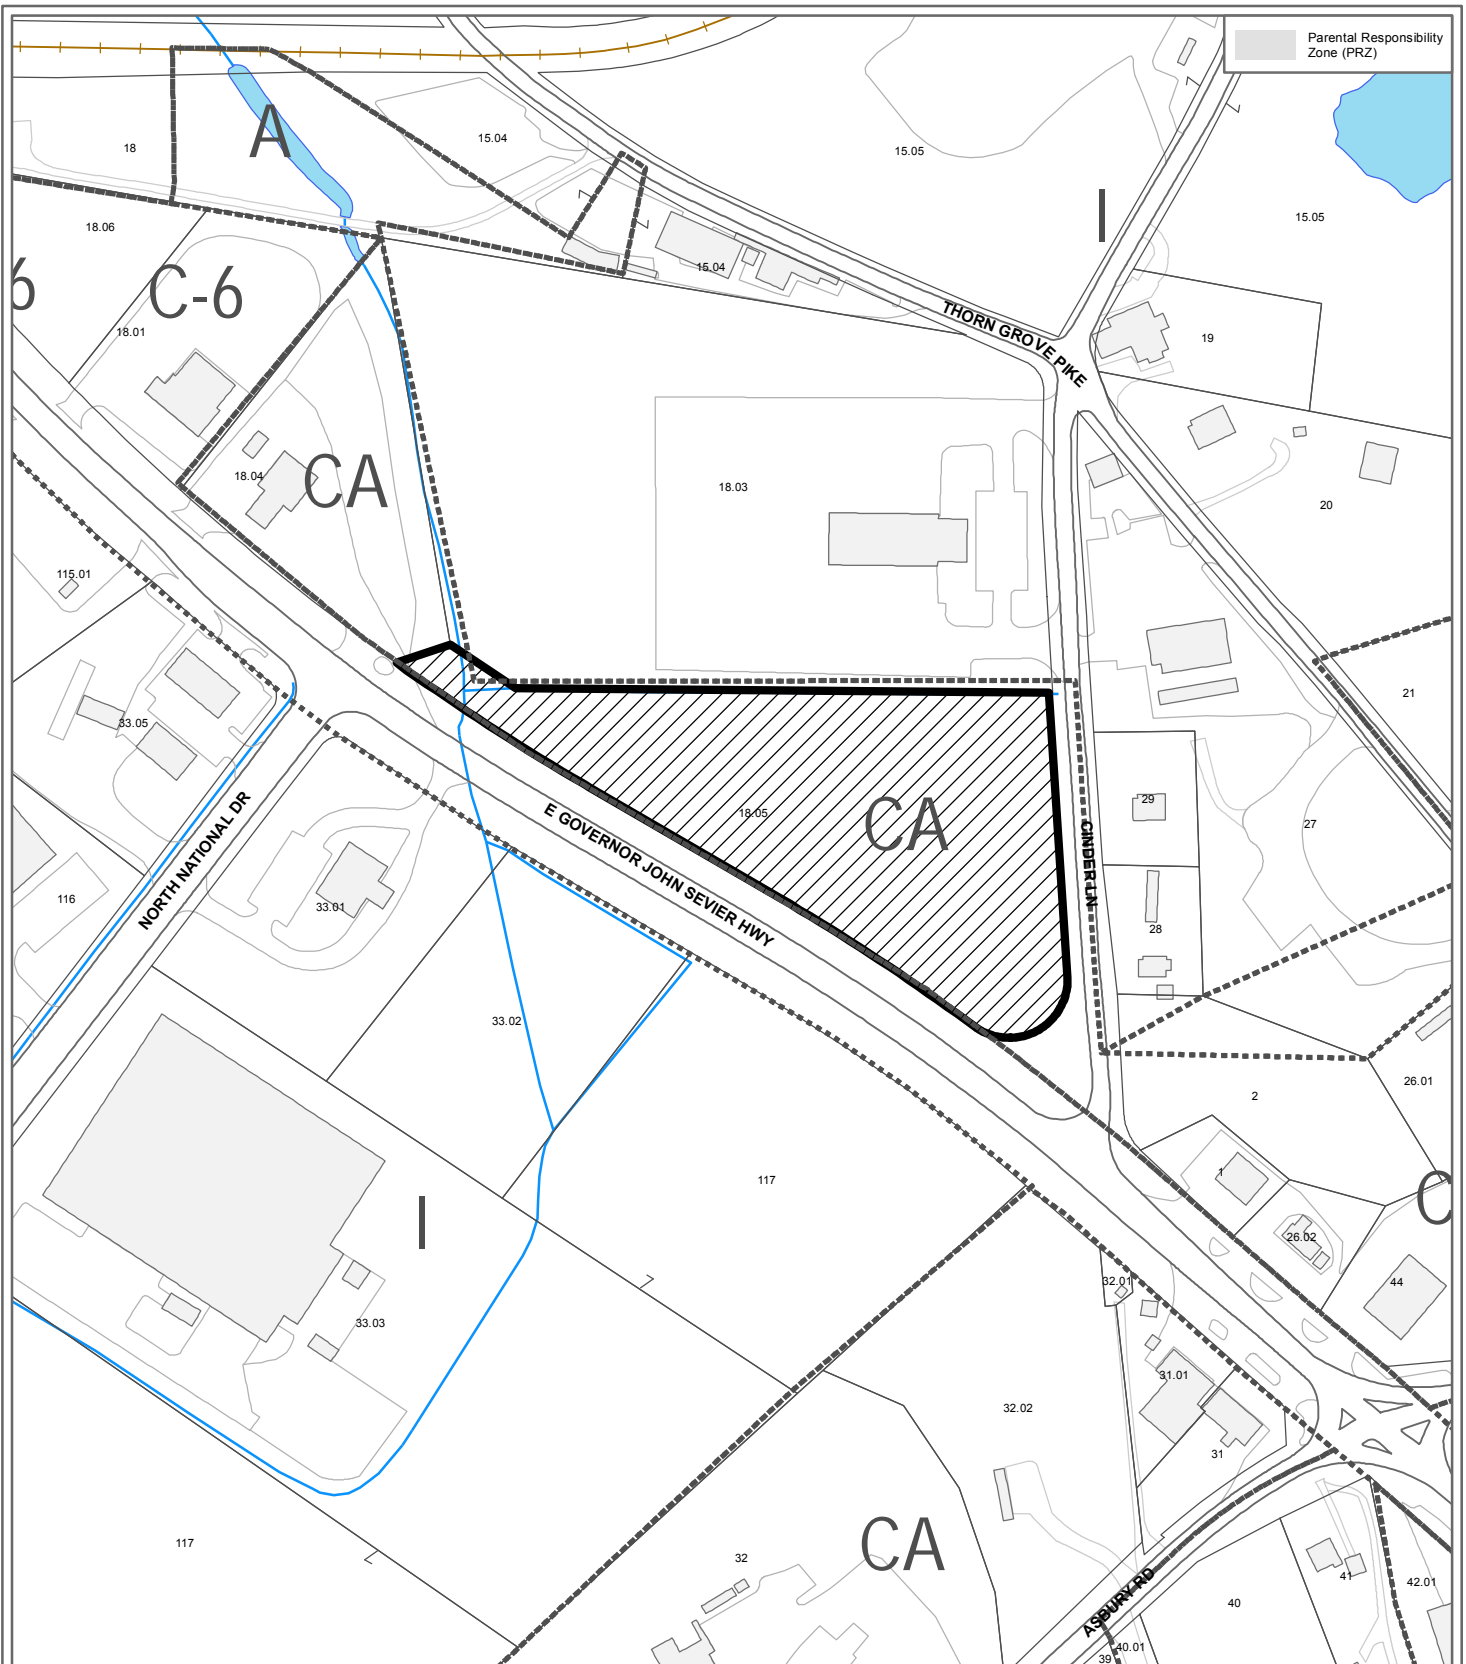 Parental Responsibility
Zone (PRZ)
A
18
15.04
15.05
I
15.05
18.06
6
C-6
15.04
THORN GROVE PIKE
18.01
19
18.04
CA
18.03
20
115.01
21
33.05
18.05
CA
29
27
CINDER LN
E GOVERNOR JOHN SEVIER HWY
NORTH NATIONAL DR
116
33.01
28
33.02
26.01
2
117
1
C
I
26.02
32.01
44
33.03
31.01
32.02
31
117
CA
32
41
42.01
ASBURY RD
40
40.01
39